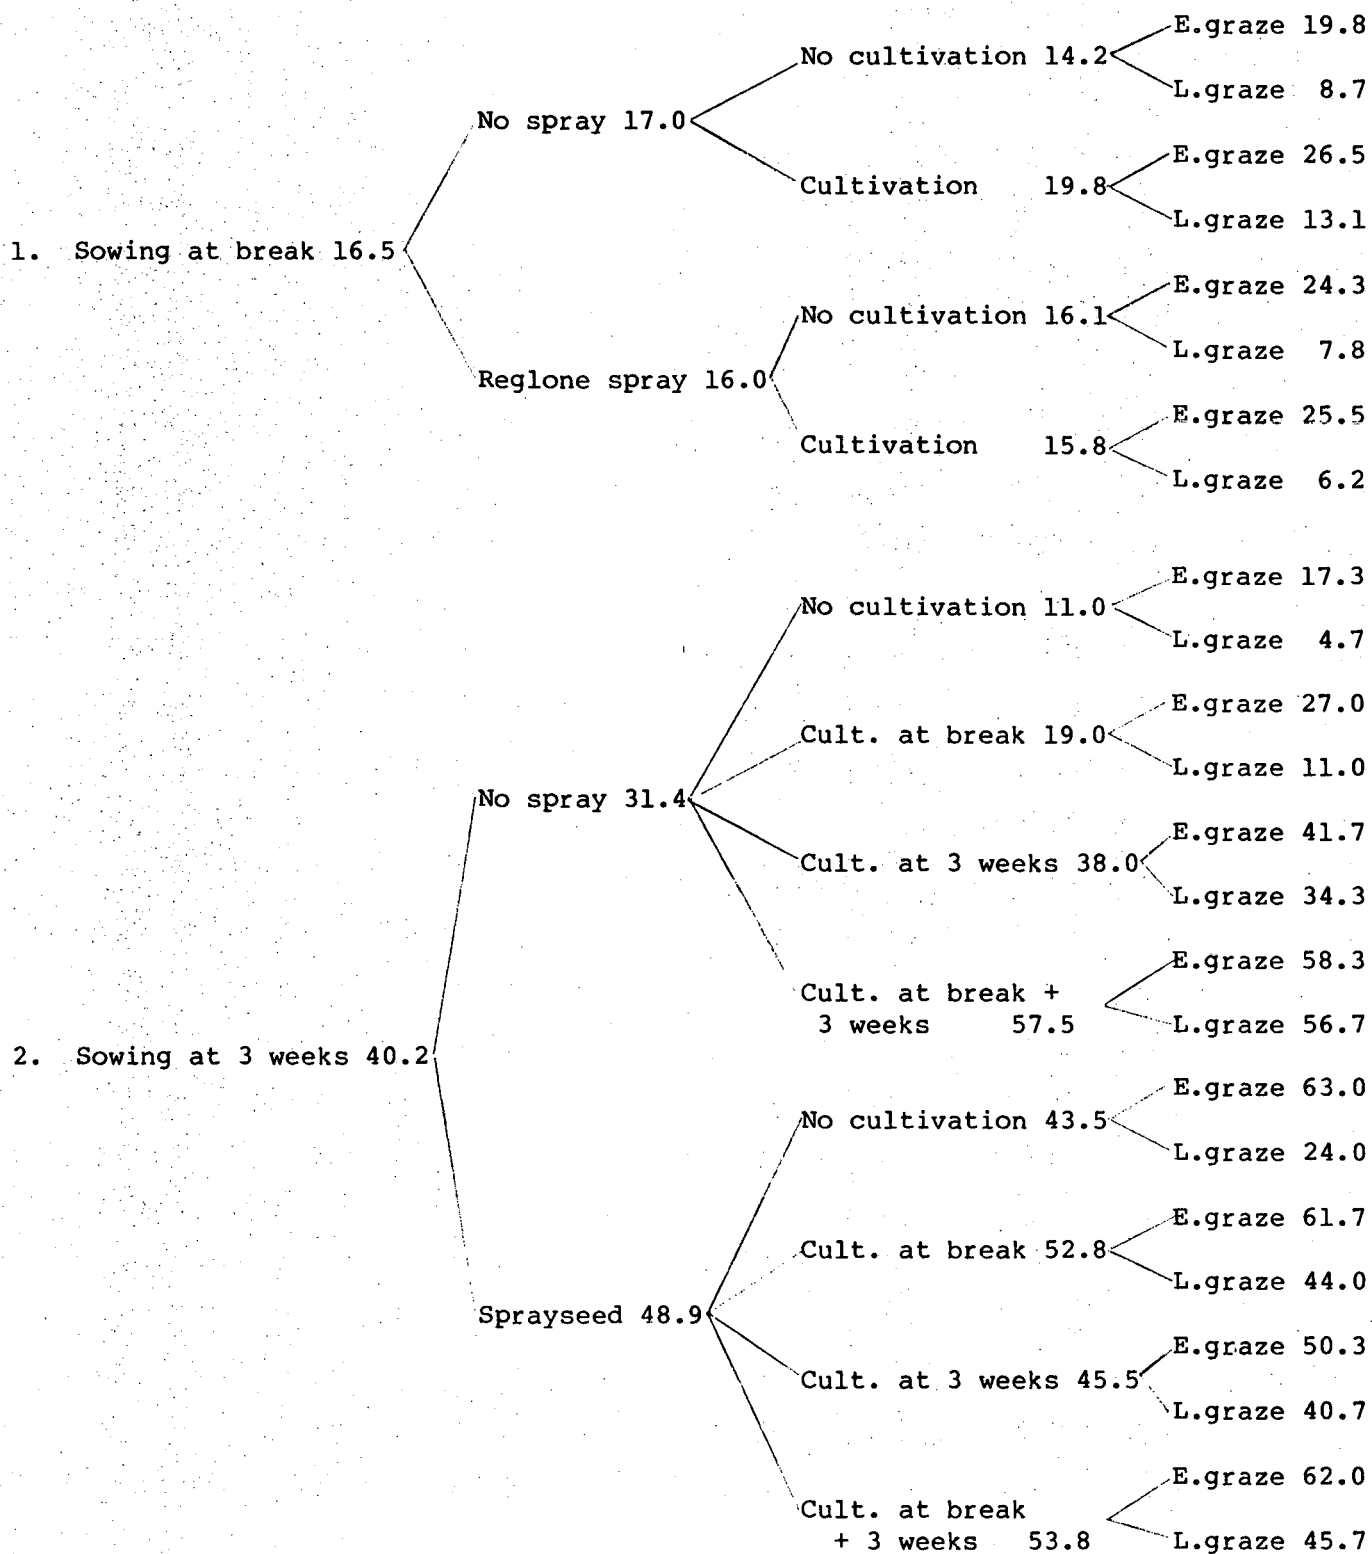 E.graze 19.8
No cultivation 14.2
L.graze 8.7
No spray 17.0
E.graze 26.5
Cultivation 19.8
L.graze 13.1
1. Sowing at break 16.5
E.graze 24.3
No cultivation 16.1
L.graze 7.8
Reglone spray 16.0
E.graze 25.5
Cultivation 15.8
L.graze 6.2
E.graze 17.3
No cultivation 11.0
L.graze 4.7
E.graze 27.0
Cult. at break 19.0
L.graze 11.0
No spray 31.4
E.graze 41.7
Cult. at 3 weeks 38.0
L.graze 34.3
E.graze 58.3
Cult. at break +
3 weeks 57.5
L.graze 56.7
2. Sowing at 3 weeks 40.2
E.graze 63.0
No cultivation 43.5
L.graze 24.0
E.graze 61.7
Cult. at break 52.8
L.graze 44.0
Sprayseed 48.9
E.graze 50.3
Cult. at 3 weeks 45.5
L.graze 40.7
E.graze 62.0
Cult. at break
+ 3 weeks 53.8
L.graze 45.7